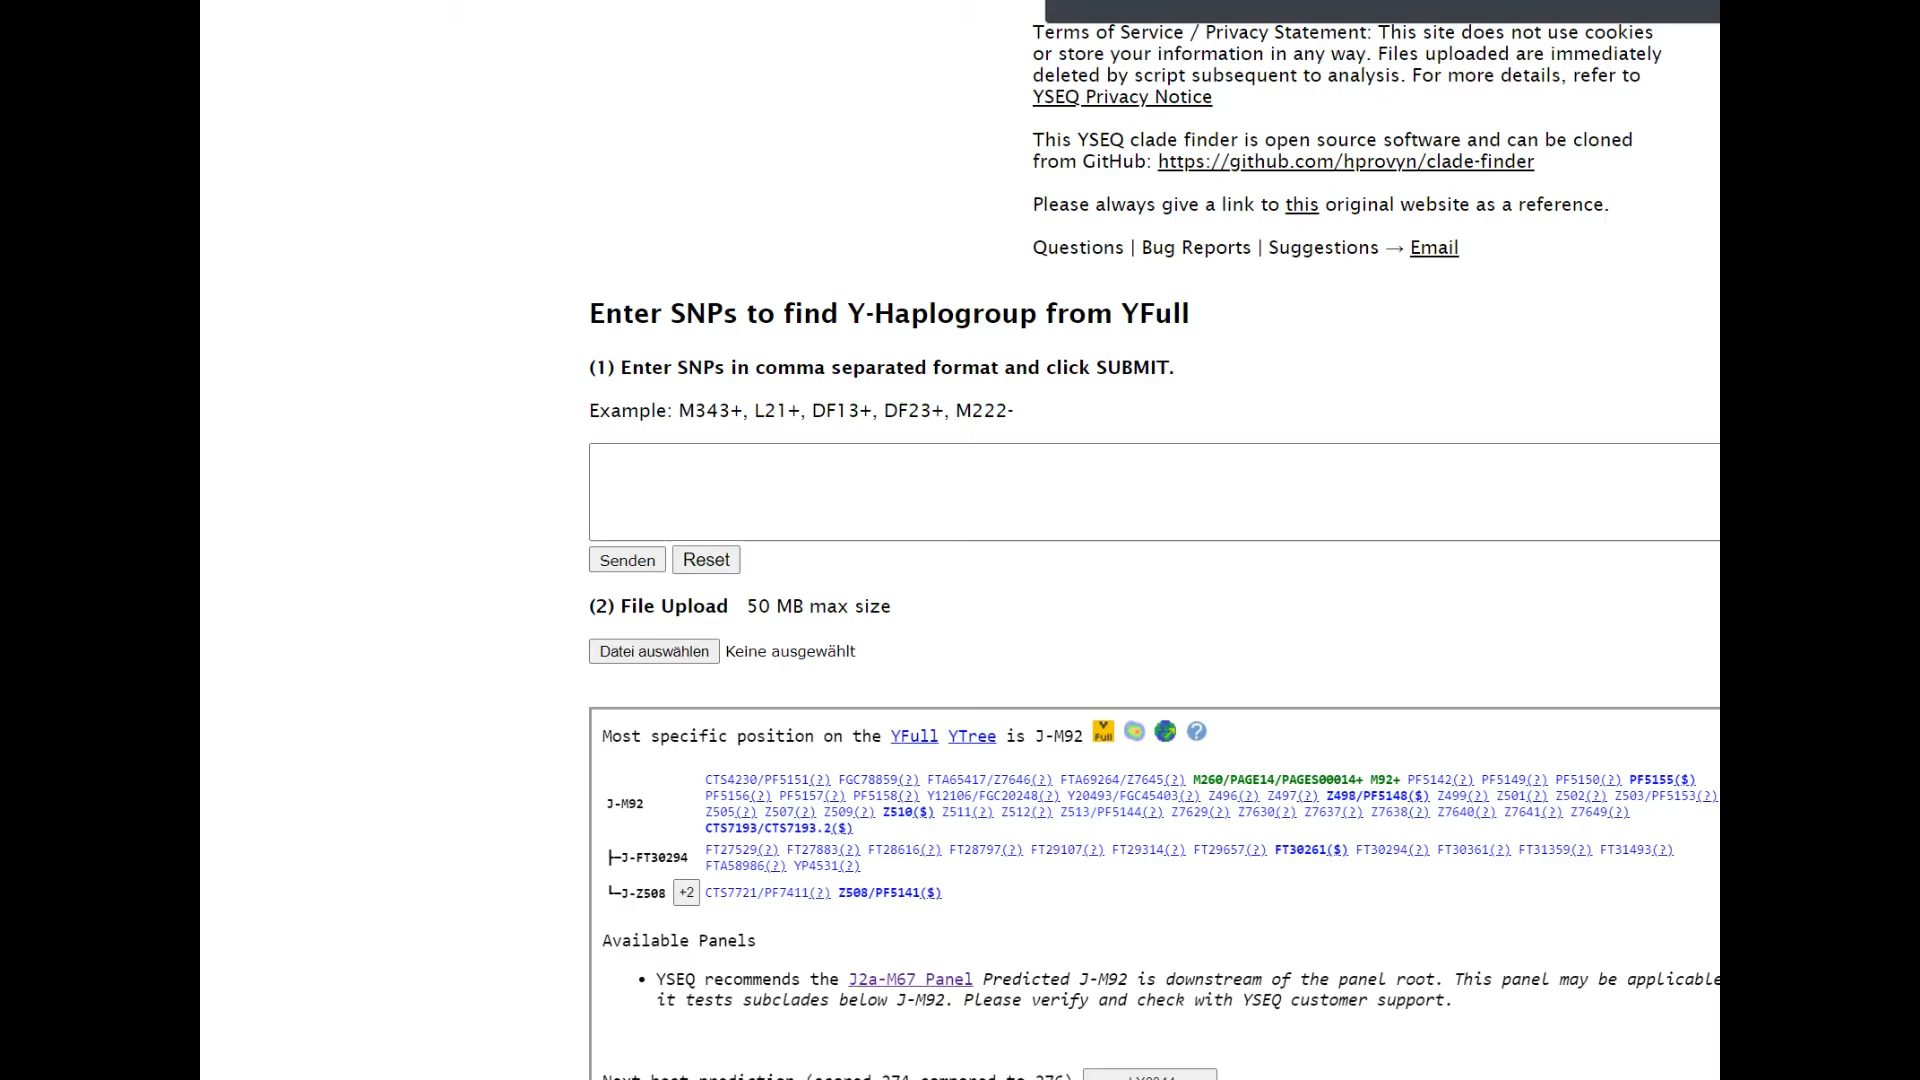 Terms of Service / Privacy Statement: This site does not use cookies
or store your information in any way. Files uploaded are immediately
deleted by script subsequent to analysis. For more details, refer to
YSEQ Privacy Notice
This YSEQ clade finder is open source software and can be cloned
from GitHub: https://github.com/hprovyn/clade-finder
Please always give a link to this original website as a reference.
Questions | Bug Reports | Suggestions → Email
Enter SNPs to find Y-Haplogroup from YFull
(1) Enter SNPs in comma separated format and click SUBMIT.
Example: M343+, L21+, DF13+, DF23+, M222-
Senden Reset
(2) File Upload 50 MB max size
Datei auswählen Keine ausgewählt
Most specific position on the YFull YTree is J-M92 Y Full ?
CTS4230/PF5151(?) FGC78859(?) FTA65417/Z7646(?) FTA69264/Z7645(?) M260/PAGE14/PAGES00014+ M92+ PF5142(?) PF5149(?) PF5150(?) PF5155($)
J-M92 PF5156(?) PF5157(?) PF5158(?) Y12106/FGC20248(?) Y20493/FGC45403(?) Z496(?) Z497(?) Z498/PF5148($) Z499(?) Z501(?) Z502(?) Z503/PF5153(?)
Z505(?) Z507(?) Z509(?) Z510($) Z511(?) Z512(?) Z513/PF5144(?) Z7629(?) Z7630(?) Z7637(?) Z7638(?) Z7640(?) Z7641(?) Z7649(?)
CTS7193/CTS7193.2($)
├─J-FT30294 FT27529(?) FT27883(?) FT28616(?) FT28797(?) FT29107(?) FT29314(?) FT29657(?) FT30261($) FT30294(?) FT30361(?) FT31359(?) FT31493(?)
FTA58986(?) YP4531(?)
└─J-Z508 +2 CTS7721/PF7411(?) Z508/PF5141($)
Available Panels
• YSEQ recommends the J2a-M67 Panel Predicted J-M92 is downstream of the panel root. This panel may be applicable
it tests subclades below J-M92. Please verify and check with YSEQ customer support.
Next best prediction (scored 274 compared to 276)